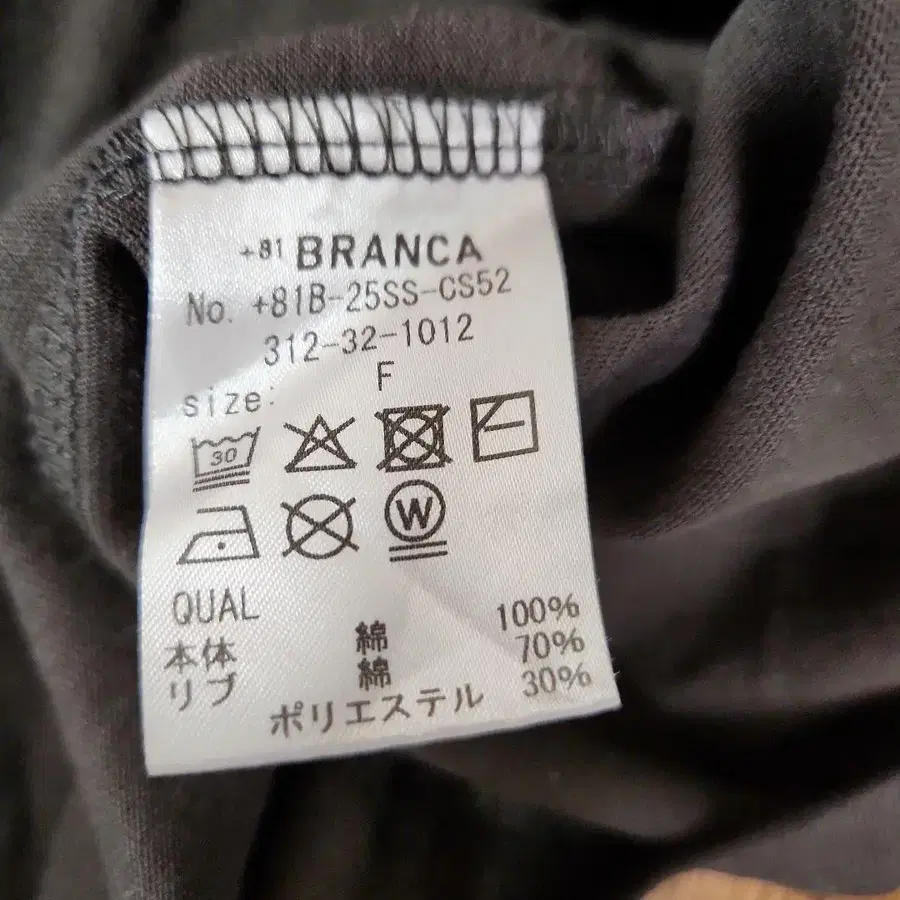 +81 BRANCA
No. +81B-25SS-CS52
312-32-1012
size: F
30
W
QUAL
本体 綿 100%
リブ 綿 70%
ポリエステル 30%